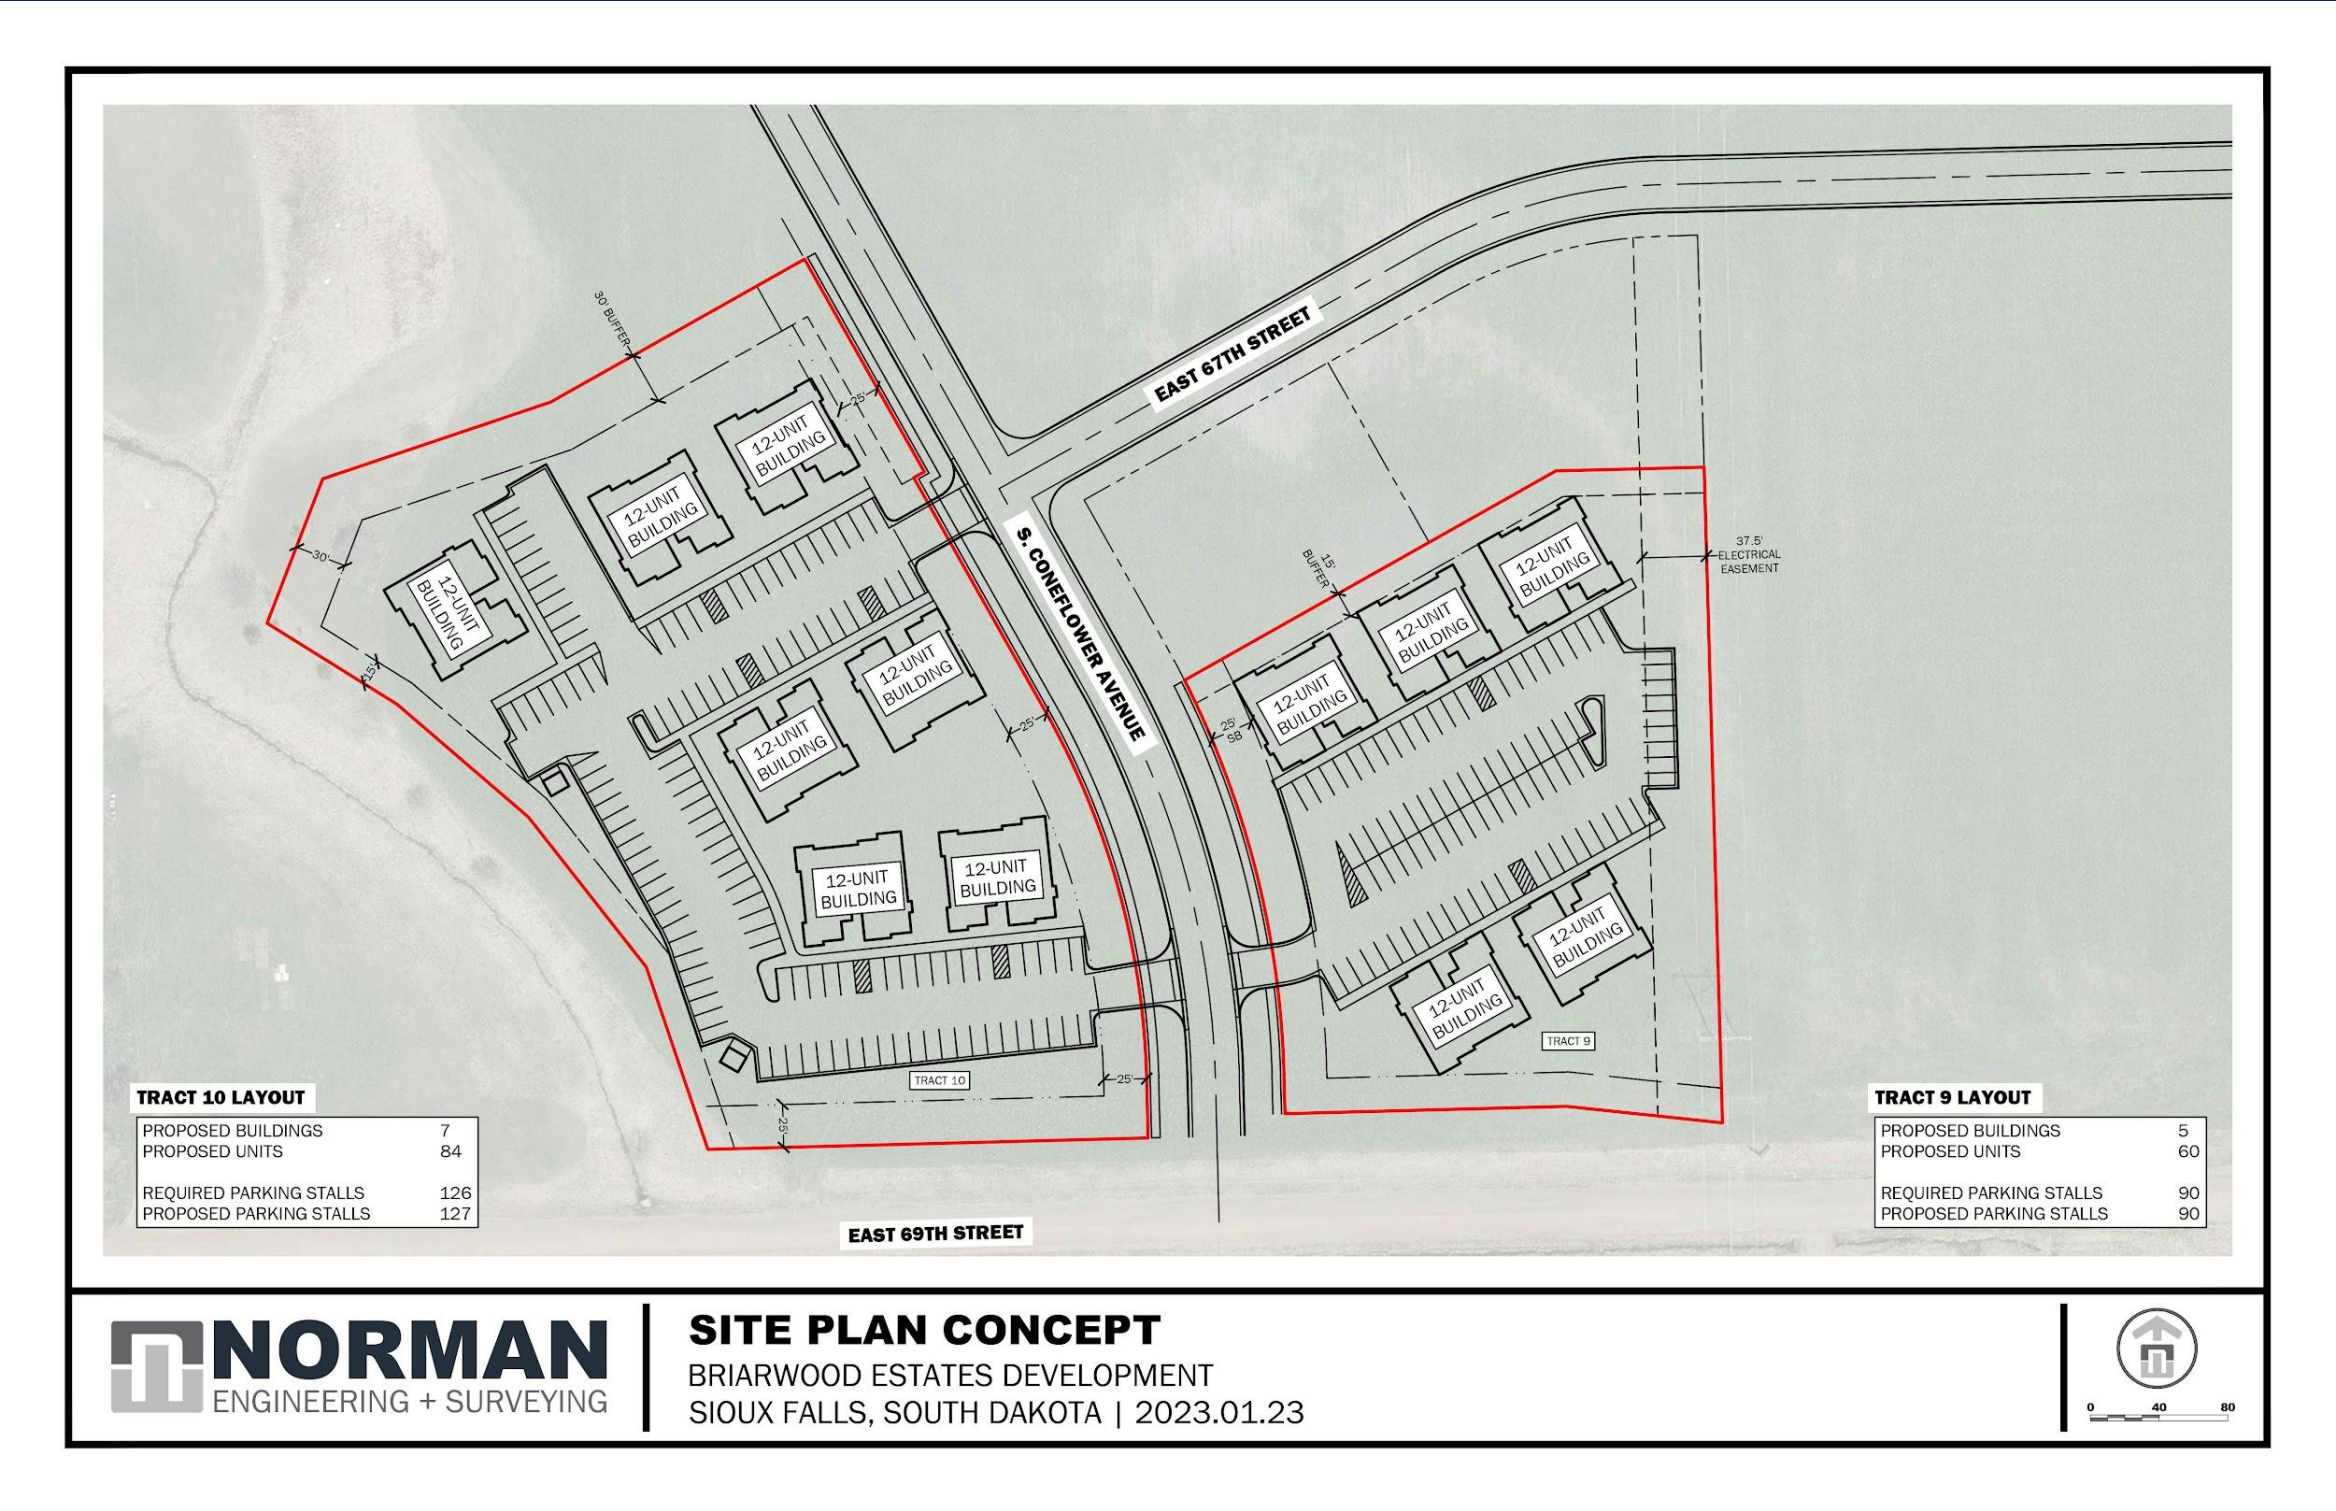 30' BUFFER
EAST 67TH STREET
25'
12-UNIT
BUILDING
12-UNIT
BUILDING
12-UNIT
BUILDING
30'
15'
12-UNIT
BUILDING
12-UNIT
BUILDING
12-UNIT
BUILDING
12-UNIT
BUILDING
25'
S. CONEFLOWER AVENUE
15'
BUFFER
37.5'
ELECTRICAL
EASEMENT
12-UNIT
BUILDING
12-UNIT
BUILDING
12-UNIT
BUILDING
25'
SB
12-UNIT
BUILDING
12-UNIT
BUILDING
TRACT 9
TRACT 10
25'
25'
TRACT 10 LAYOUT
PROPOSED BUILDINGS 7
PROPOSED UNITS 84
REQUIRED PARKING STALLS 126
PROPOSED PARKING STALLS 127
EAST 69TH STREET
TRACT 9 LAYOUT
PROPOSED BUILDINGS 5
PROPOSED UNITS 60
REQUIRED PARKING STALLS 90
PROPOSED PARKING STALLS 90
NORMAN
ENGINEERING + SURVEYING
SITE PLAN CONCEPT
BRIARWOOD ESTATES DEVELOPMENT
SIOUX FALLS, SOUTH DAKOTA | 2023.01.23
0 40 80